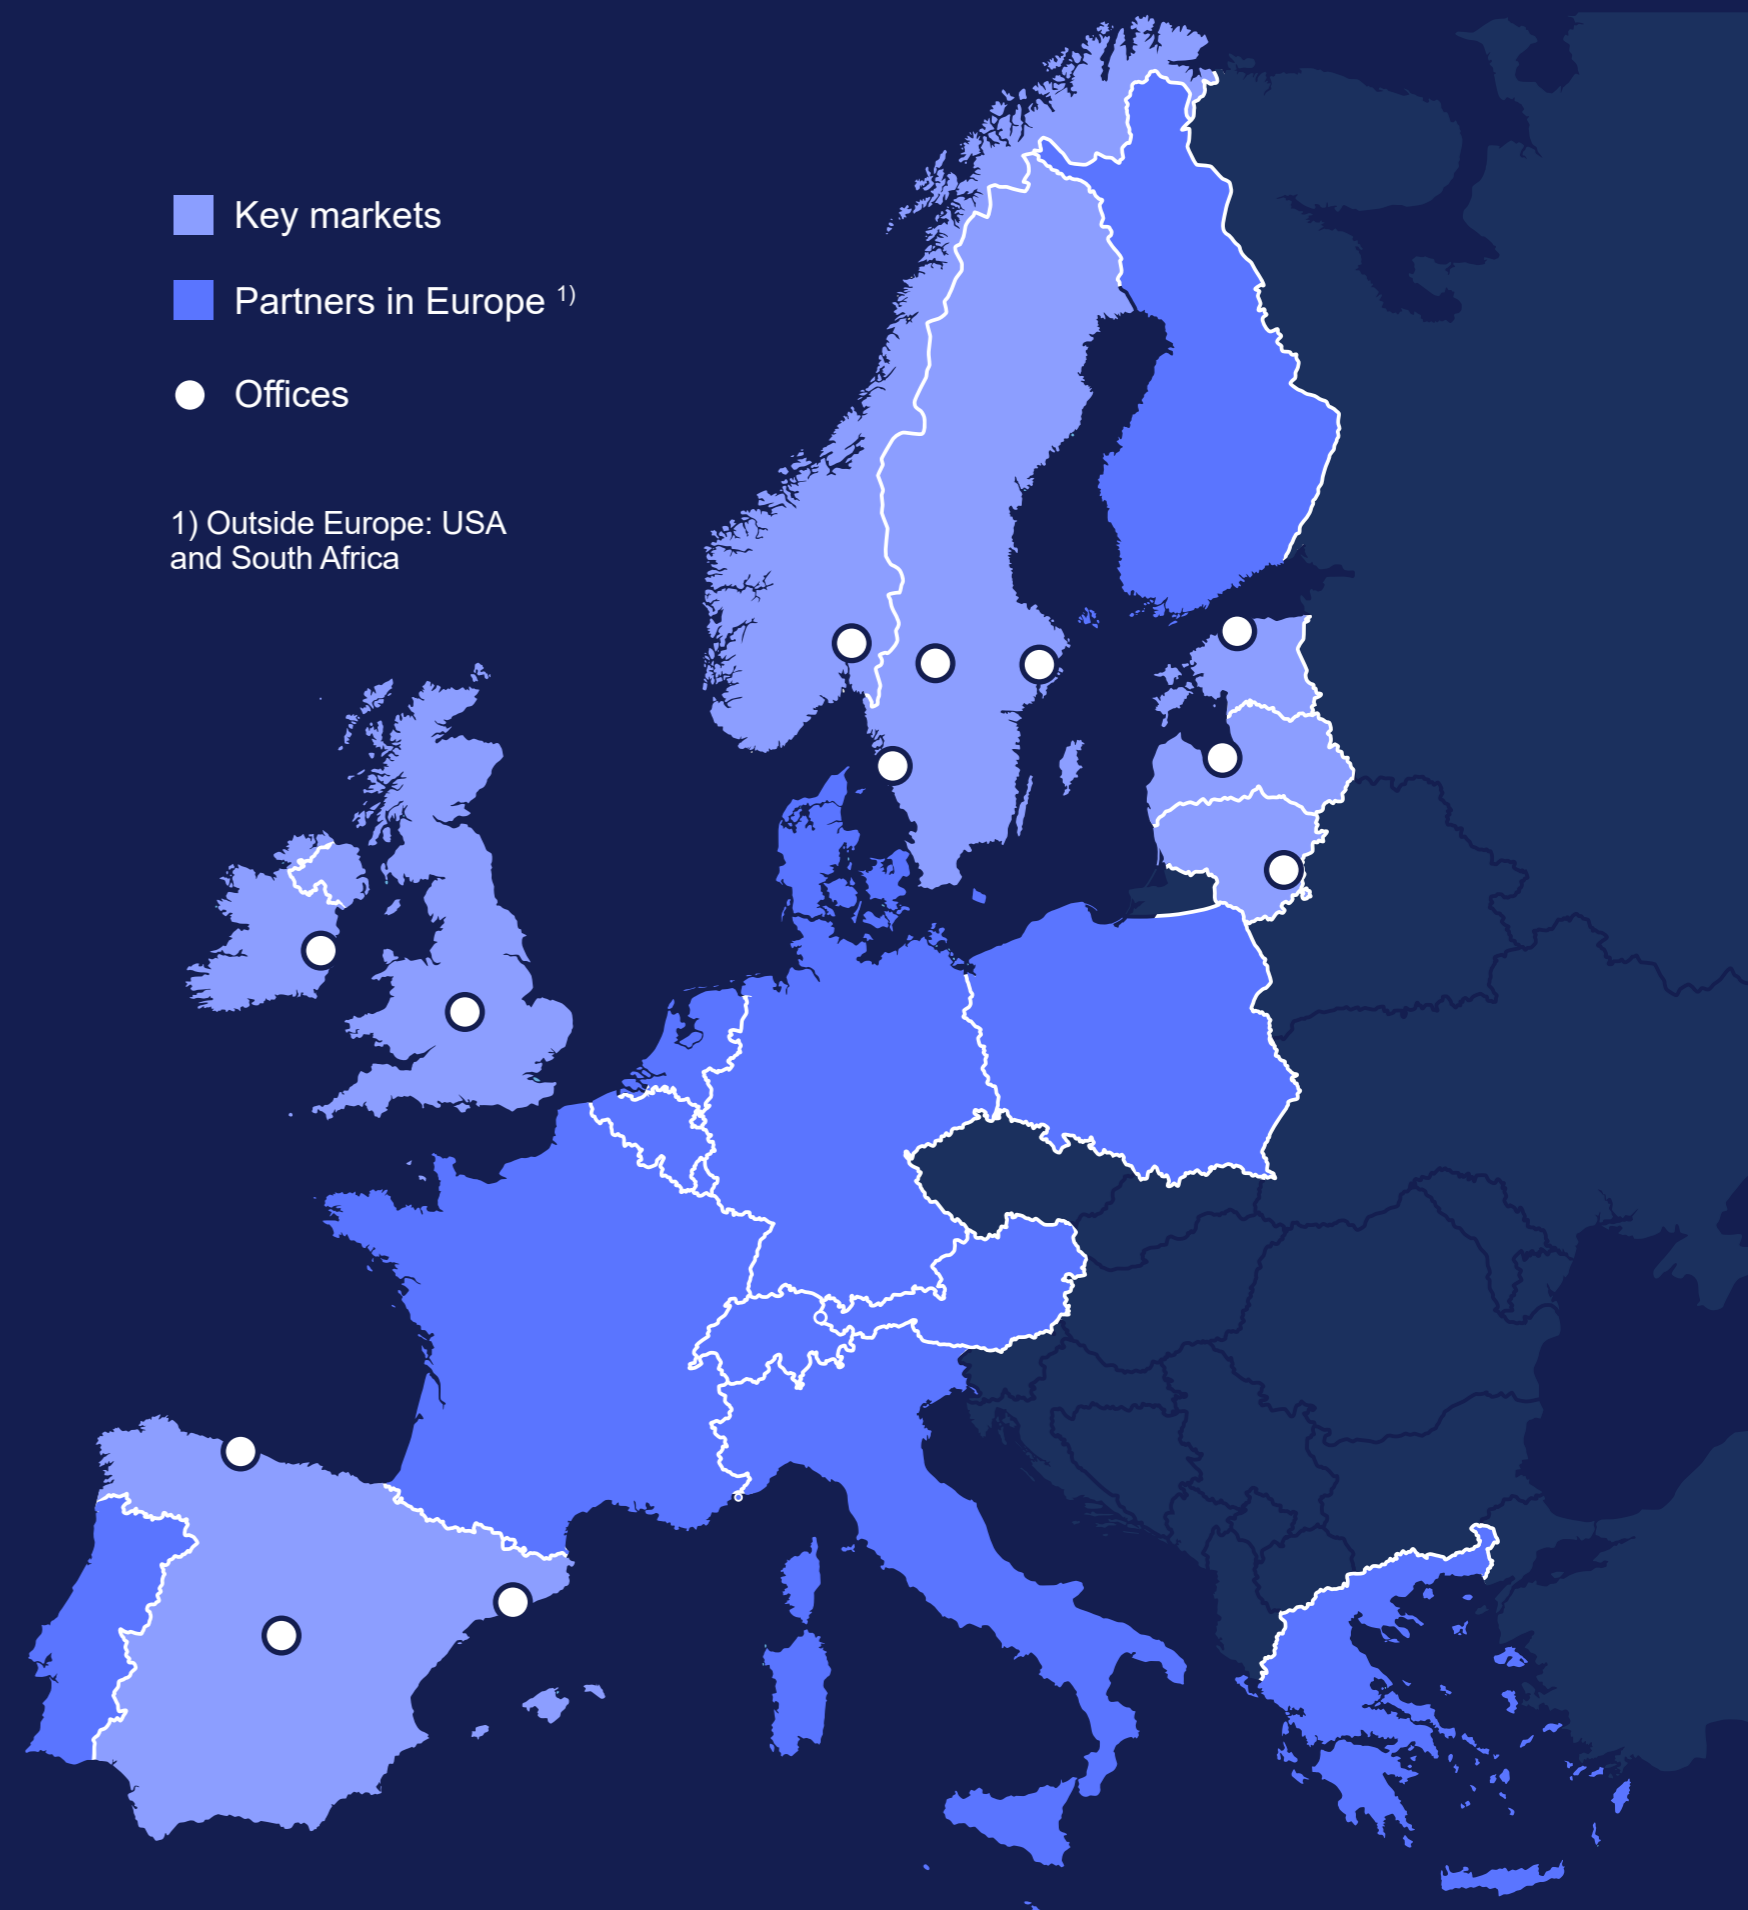 Key markets
Partners in Europe 1)
Offices
1) Outside Europe: USA
and South Africa